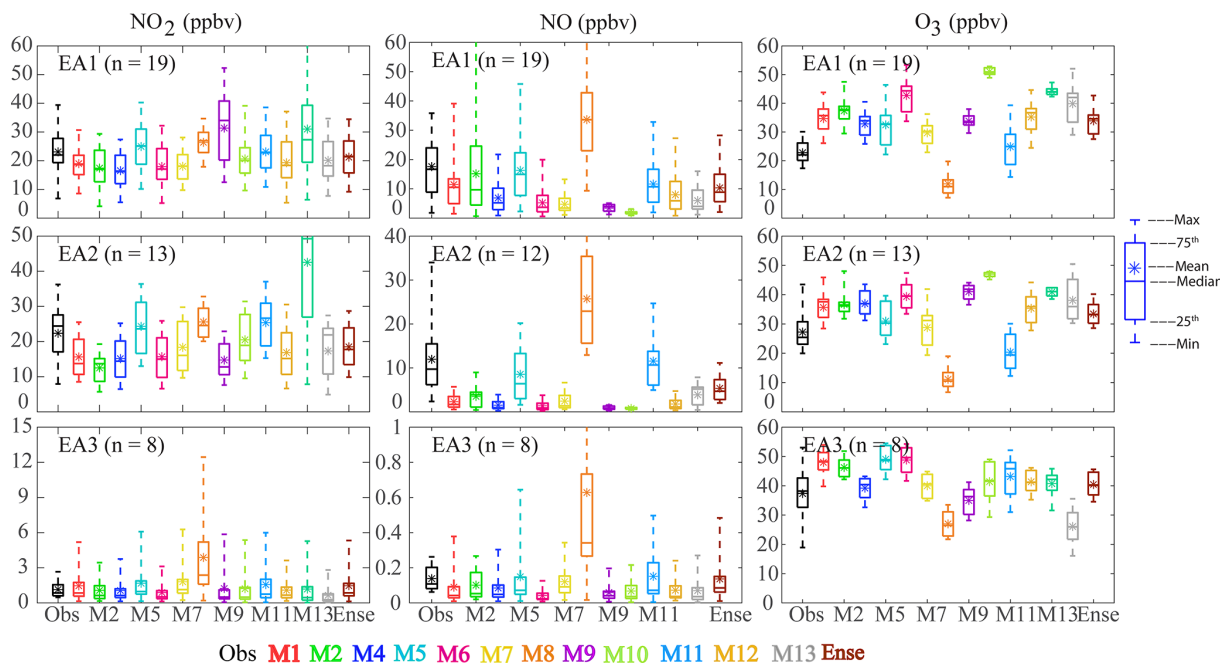 NO2 (ppbv) NO (ppbv) O3 (ppbv)
60 EA1 (n = 19) 60 EA1 (n = 19) 60 EA1 (n = 19)
50 50 50
40 40 40
30 30 30
20 20 20
10 10 10
0 0 0
50 EA2 (n = 13) 40 EA2 (n = 12) 60 EA2 (n = 13)
40 30 50
30 20 40
20 10 30
10 0 20
0 10
0
---Max
---75th
---Mean
---Median
---25th
---Min
15 EA3 (n = 8) 1 EA3 (n = 8) 60 EA3 (n = 8)
12 0.8 50
9 0.6 40
6 0.4 30
3 0.2 20
0 0 10
0
Obs M2 M5 M7 M9 M11 M13 Ense Obs M2 M5 M7 M9 M11 Ense Obs M2 M5 M7 M9 M11 M13 Ense
Obs M1 M2 M4 M5 M6 M7 M8 M9 M10 M11 M12 M13 Ense